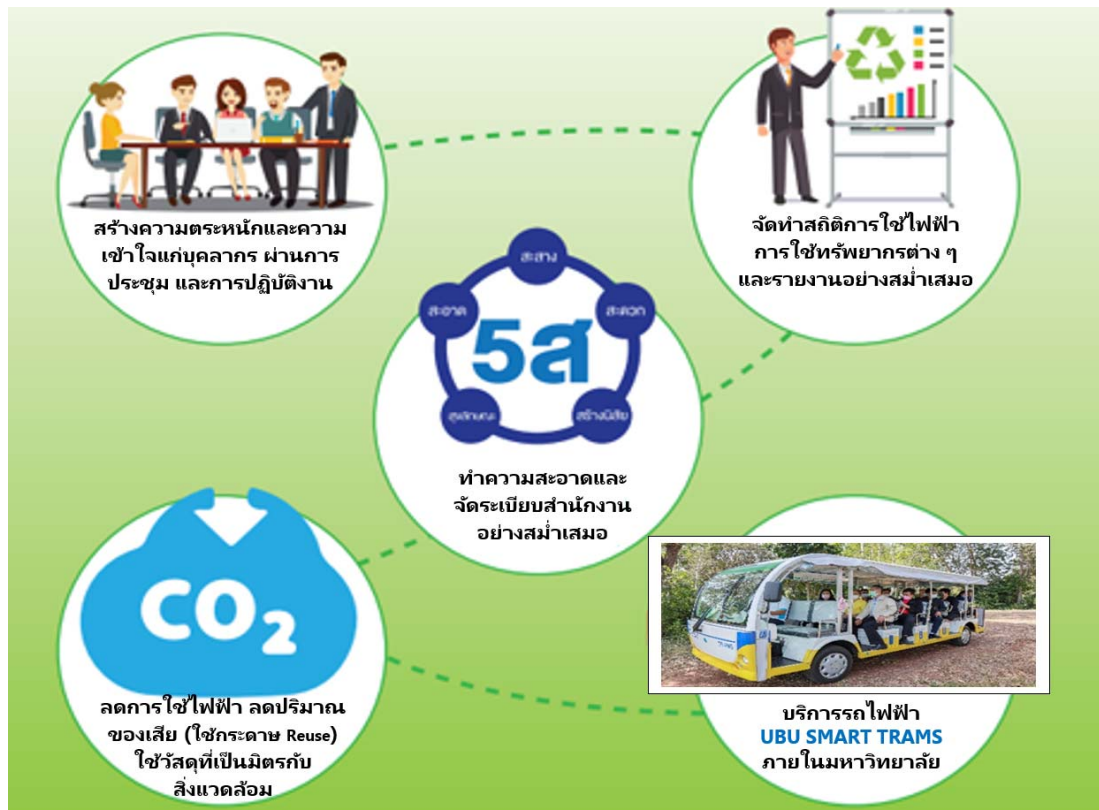 สร้างความตระหนักและความ
เข้าใจแก่บุคลากร ผ่านการ
ประชุม และการปฏิบัติงาน
จัดทำสถิติการใช้ไฟฟ้า
การใช้ทรัพยากรต่าง ๆ
และรายงานอย่างสม่ำเสมอ
สะสาง
สะอาด
สะดวก
5ส
สุขลักษณะ
สร้างนิสัย
ทำความสะอาดและ
จัดระเบียบสำนักงาน
อย่างสม่ำเสมอ
CO₂
ลดการใช้ไฟฟ้า ลดปริมาณ
ของเสีย (ใช้กระดาษ Reuse)
ใช้วัสดุที่เป็นมิตรกับ
สิ่งแวดล้อม
บริการรถไฟฟ้า
UBU SMART TRAMS
ภายในมหาวิทยาลัย